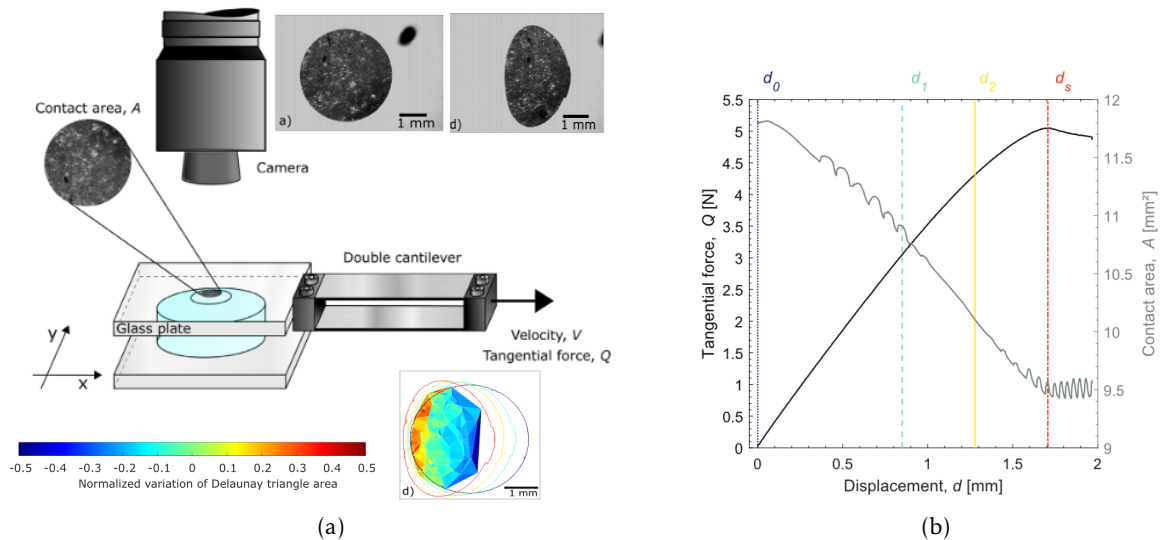 Contact area, A
Camera
a)
1 mm
d)
1 mm
Double cantilever
Glass plate
Velocity, V
Tangential force, Q
y
x
-0.5 -0.4 -0.3 -0.2 -0.1 0 0.1 0.2 0.3 0.4 0.5
Normalized variation of Delaunay triangle area
d)
1 mm
(a)
d0 d1 d2 ds
Tangential force, Q [N]
5.5
5
4.5
4
3.5
3
2.5
2
1.5
1
0.5
0
0 0.5 1 1.5 2
Displacement, d [mm]
12
11.5
11
10.5
10
9.5
9
Contact area, A [mm²]
(b)